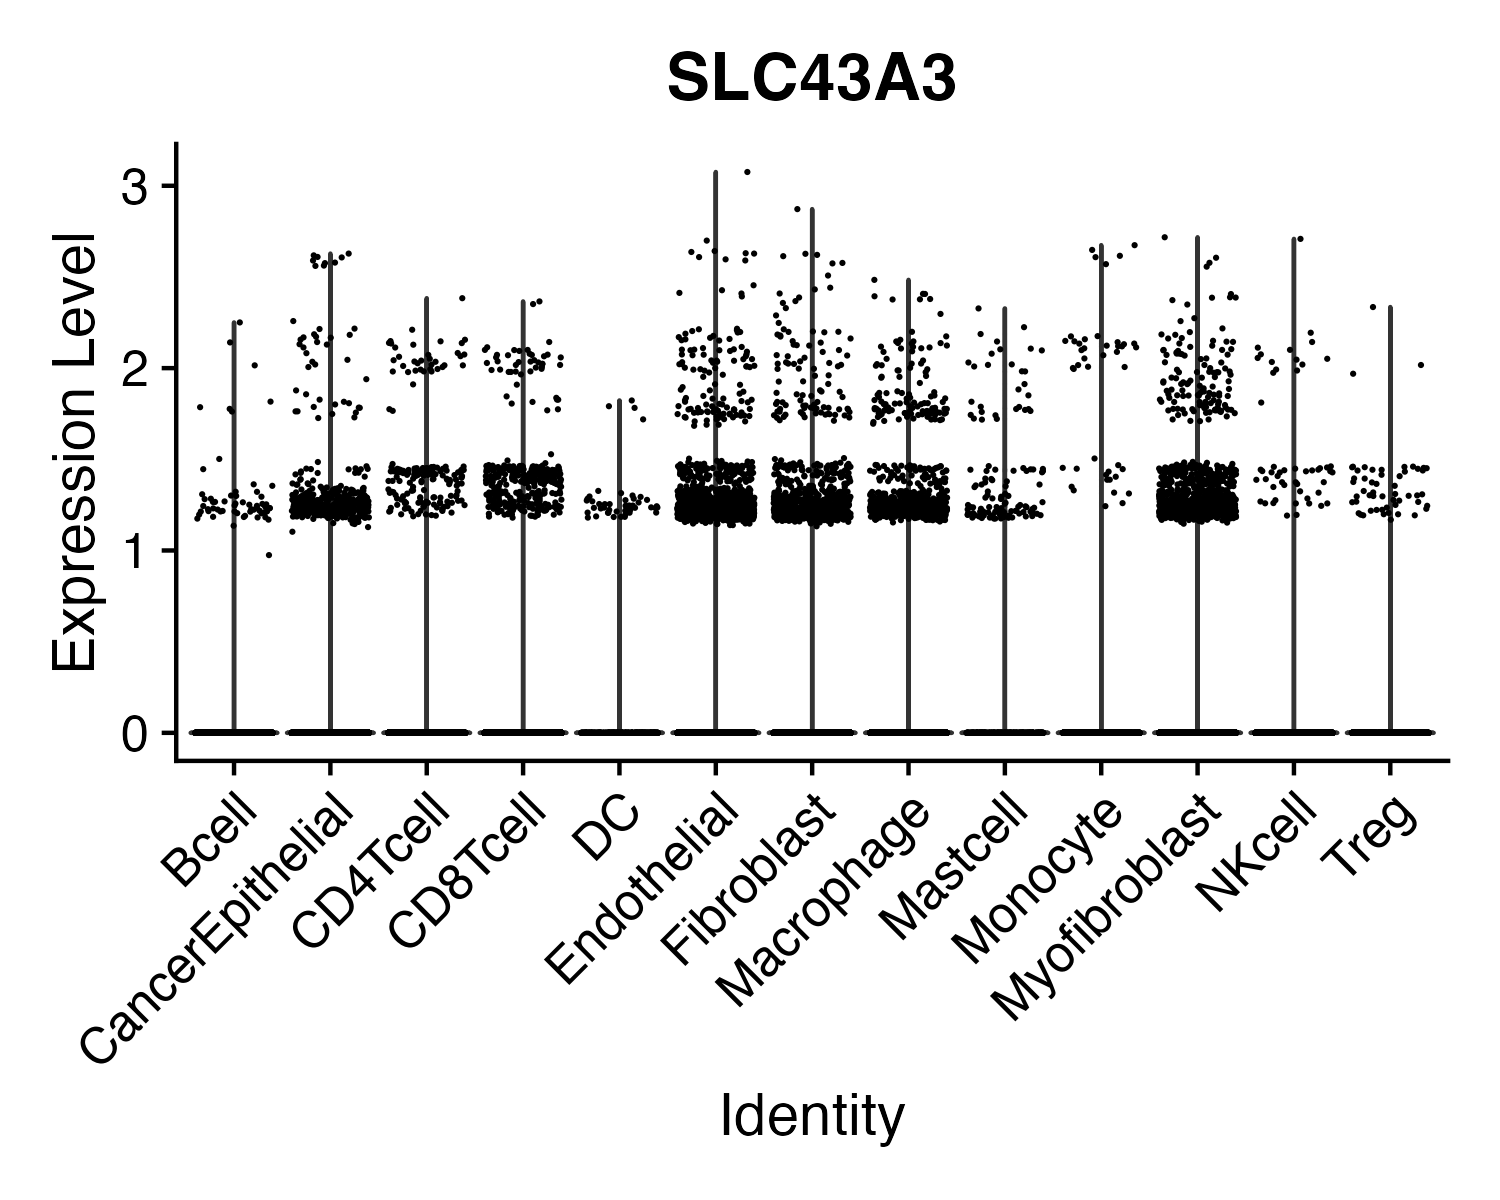 SLC43A3
Expression Level
3
2
1
0
Bcell
CancerEpithelial
CD4Tcell
CD8Tcell
DC
Endothelial
Fibroblast
Macrophage
Mastcell
Monocyte
Myofibroblast
NKcell
Treg
Identity